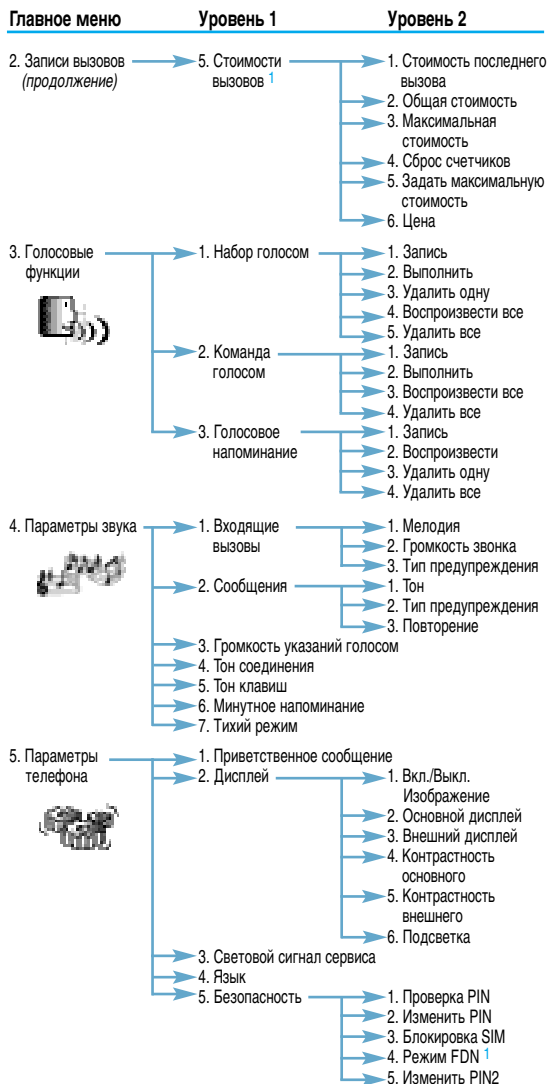 Главное меню Уровень 1 Уровень 2
2. Записи вызовов 5. Стоимости 1. Стоимость последнего
(продолжение) вызовов 1 вызова
2. Общая стоимость
3. Максимальная
стоимость
4. Сброс счетчиков
5. Задать максимальную
стоимость
6. Цена
3. Голосовые 1. Набор голосом 1. Запись
функции 2. Выполнить
3. Удалить одну
4. Воспроизвести все
5. Удалить все
2. Команда 1. Запись
голосом 2. Выполнить
3. Воспроизвести все
4. Удалить все
3. Голосовое 1. Запись
напоминание 2. Воспроизвести
3. Удалить одну
4. Удалить все
4. Параметры звука 1. Входящие 1. Мелодия
вызовы 2. Громкость звонка
3. Тип предупреждения
2. Сообщения 1. Тон
2. Тип предупреждения
3. Повторение
3. Громкость указаний голосом
4. Тон соединения
5. Тон клавиш
6. Минутное напоминание
7. Тихий режим
5. Параметры 1. Приветственное сообщение
телефона 2. Дисплей 1. Вкл./Выкл.
Изображение
2. Основной дисплей
3. Внешний дисплей
4. Контрастность
основного
5. Контрастность
внешнего
6. Подсветка
3. Световой сигнал сервиса
4. Язык
5. Безопасность 1. Проверка PIN
2. Изменить PIN
3. Блокировка SIM
4. Режим FDN 1
5. Изменить PIN2